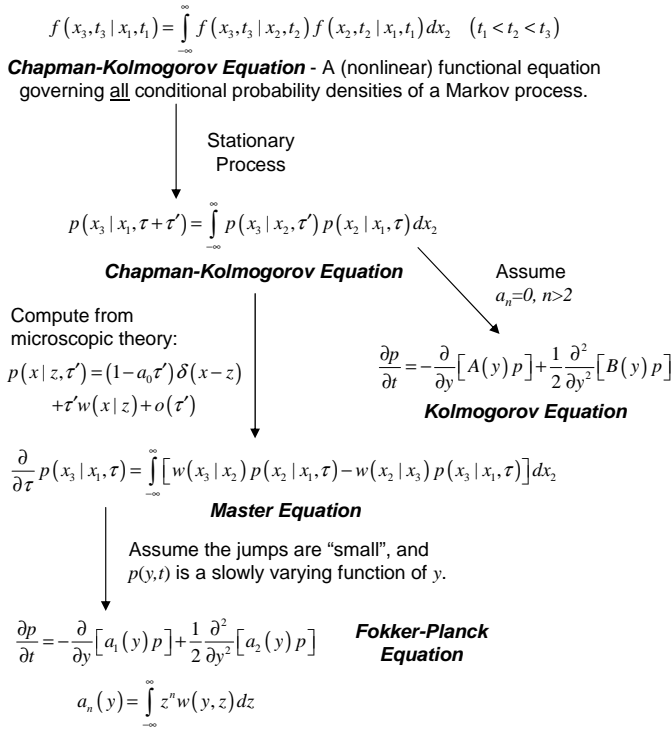 f(x₃,t₃ | x₁,t₁) = ∫_{−∞}^{∞} f(x₃,t₃ | x₂,t₂) f(x₂,t₂ | x₁,t₁) dx₂ (t₁ < t₂ < t₃)
Chapman-Kolmogorov Equation - A (nonlinear) functional equation
governing all conditional probability densities of a Markov process.
Stationary
Process
p(x₃ | x₁,τ + τ′) = ∫_{−∞}^{∞} p(x₃ | x₂,τ′) p(x₂ | x₁,τ) dx₂
Chapman-Kolmogorov Equation
Assume
aₙ=0, n>2
Compute from
microscopic theory:
p(x | z,τ′) = (1−a₀τ′)δ(x−z)
+τ′w(x | z)+o(τ′)
∂p/∂t = −∂/∂y [A(y) p] + 1/2 ∂²/∂y² [B(y) p]
Kolmogorov Equation
∂/∂τ p(x₃ | x₁,τ) = ∫_{−∞}^{∞} [w(x₃ | x₂) p(x₂ | x₁,τ) − w(x₂ | x₃) p(x₃ | x₁,τ)] dx₂
Master Equation
Assume the jumps are “small”, and
p(y,t) is a slowly varying function of y.
∂p/∂t = −∂/∂y [a₁(y) p] + 1/2 ∂²/∂y² [a₂(y) p]
Fokker-Planck
Equation
aₙ(y) = ∫_{−∞}^{∞} zⁿ w(y,z) dz